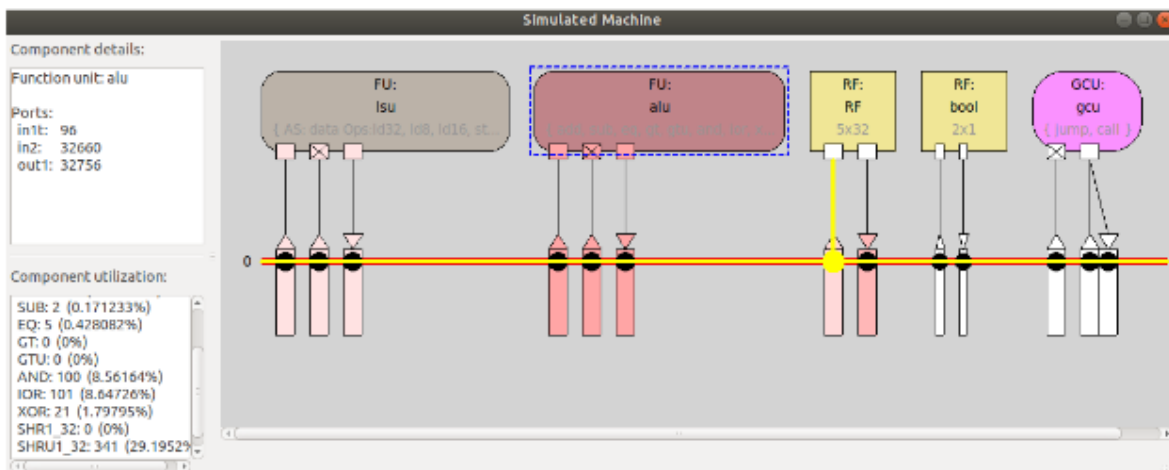 Simulated Machine
Component details:
Function unit: alu
Ports:
in1t: 96
in2: 32660
out1: 32756
Component utilization:
SUB: 2 (0.171233%)
EQ: 5 (0.428082%)
GT: 0 (0%)
GTU: 0 (0%)
AND: 100 (8.56164%)
IOR: 101 (8.64726%)
XOR: 21 (1.79795%)
SHR1_32: 0 (0%)
SHRU1_32: 341 (29.1952%
FU:
lsu
{ AS: data Ops:ld32, ld8, ld16, st...
FU:
alu
RF:
RF
5x32
RF:
bool
2x1
GCU:
gcu
{ jump, call }
0